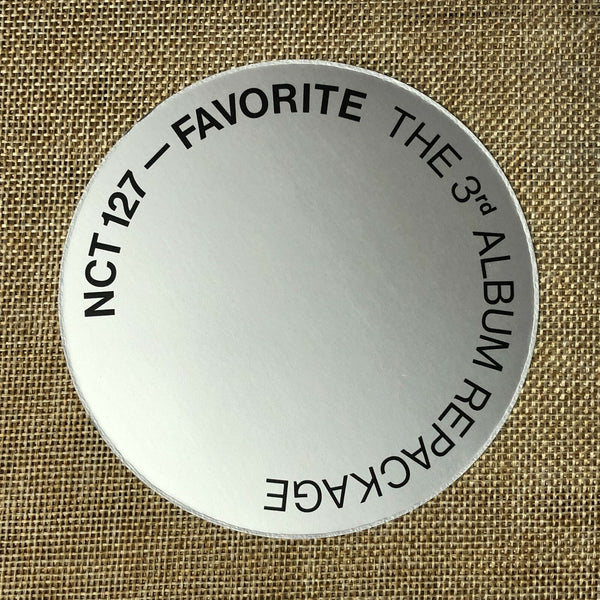 NCT 127 — FAVORITE THE 3rd ALBUM REPACKAGE